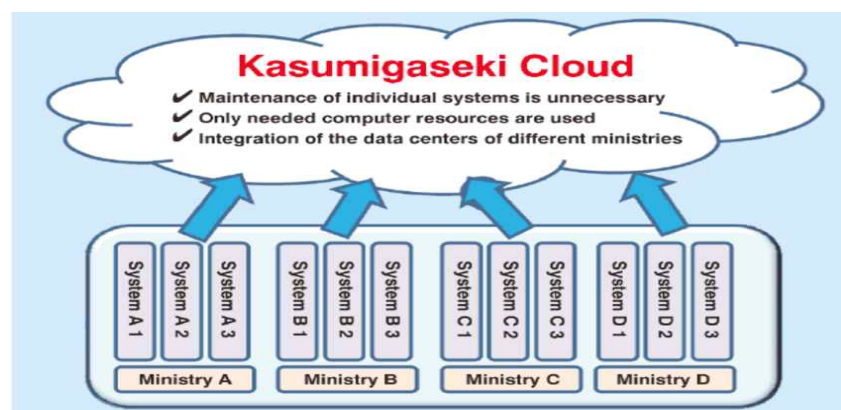 Kasumigaseki Cloud
✔ Maintenance of individual systems is unnecessary
✔ Only needed computer resources are used
✔ Integration of the data centers of different ministries
System A 1
System A 2
System A 3
System B 1
System B 2
System B 3
System C 1
System C 2
System C 3
System D 1
System D 2
System D 3
Ministry A
Ministry B
Ministry C
Ministry D